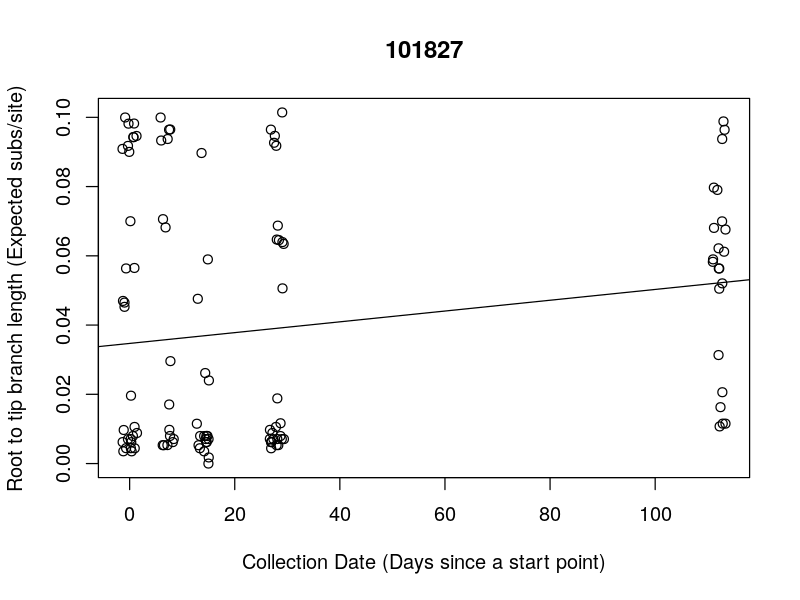 101827
Root to tip branch length (Expected subs/site)
0.10
0.08
0.06
0.04
0.02
0.00
0 20 40 60 80 100
Collection Date (Days since a start point)